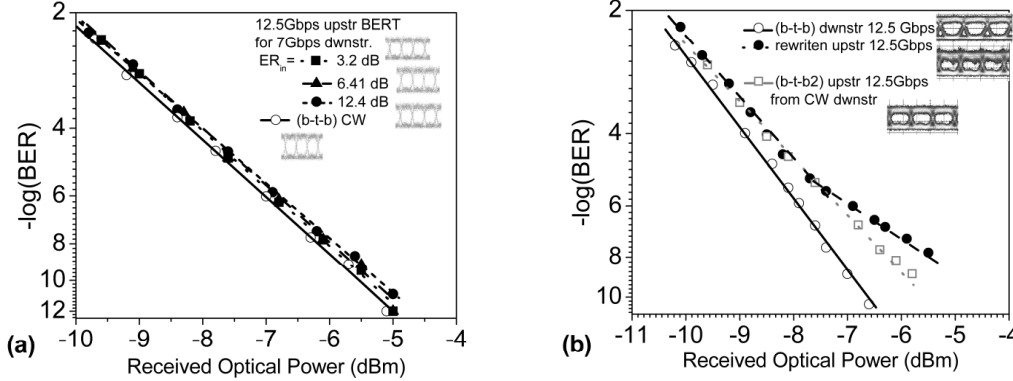 12.5Gbps upstr BERT
for 7Gbps dwnstr.
ER in = 3.2 dB
6.41 dB
12.4 dB
(b-t-b) CW
2
4
6
8
10
12
-log(BER)
-10 -9 -8 -7 -6 -5 -4
Received Optical Power (dBm)
(a)
(b-t-b) dwnstr 12.5 Gbps
rewriten upstr 12.5Gbps
(b-t-b2) upstr 12.5Gbps
from CW dwnstr
2
4
6
8
10
-log(BER)
-11 -10 -9 -8 -7 -6 -5 -4
Received Optical Power (dBm)
(b)